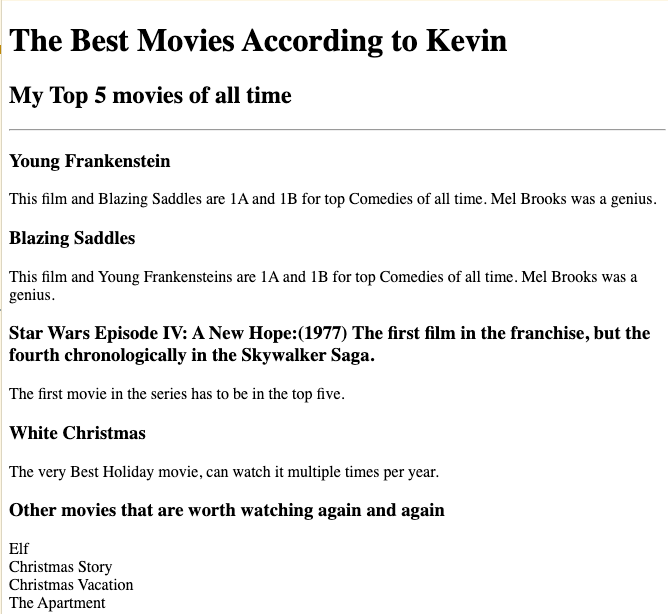 The Best Movies According to Kevin
My Top 5 movies of all time
Young Frankenstein
This film and Blazing Saddles are 1A and 1B for top Comedies of all time. Mel Brooks was a genius.
Blazing Saddles
This film and Young Frankensteins are 1A and 1B for top Comedies of all time. Mel Brooks was a
genius.
Star Wars Episode IV: A New Hope:(1977) The first film in the franchise, but the
fourth chronologically in the Skywalker Saga.
The first movie in the series has to be in the top five.
White Christmas
The very Best Holiday movie, can watch it multiple times per year.
Other movies that are worth watching again and again
Elf
Christmas Story
Christmas Vacation
The Apartment